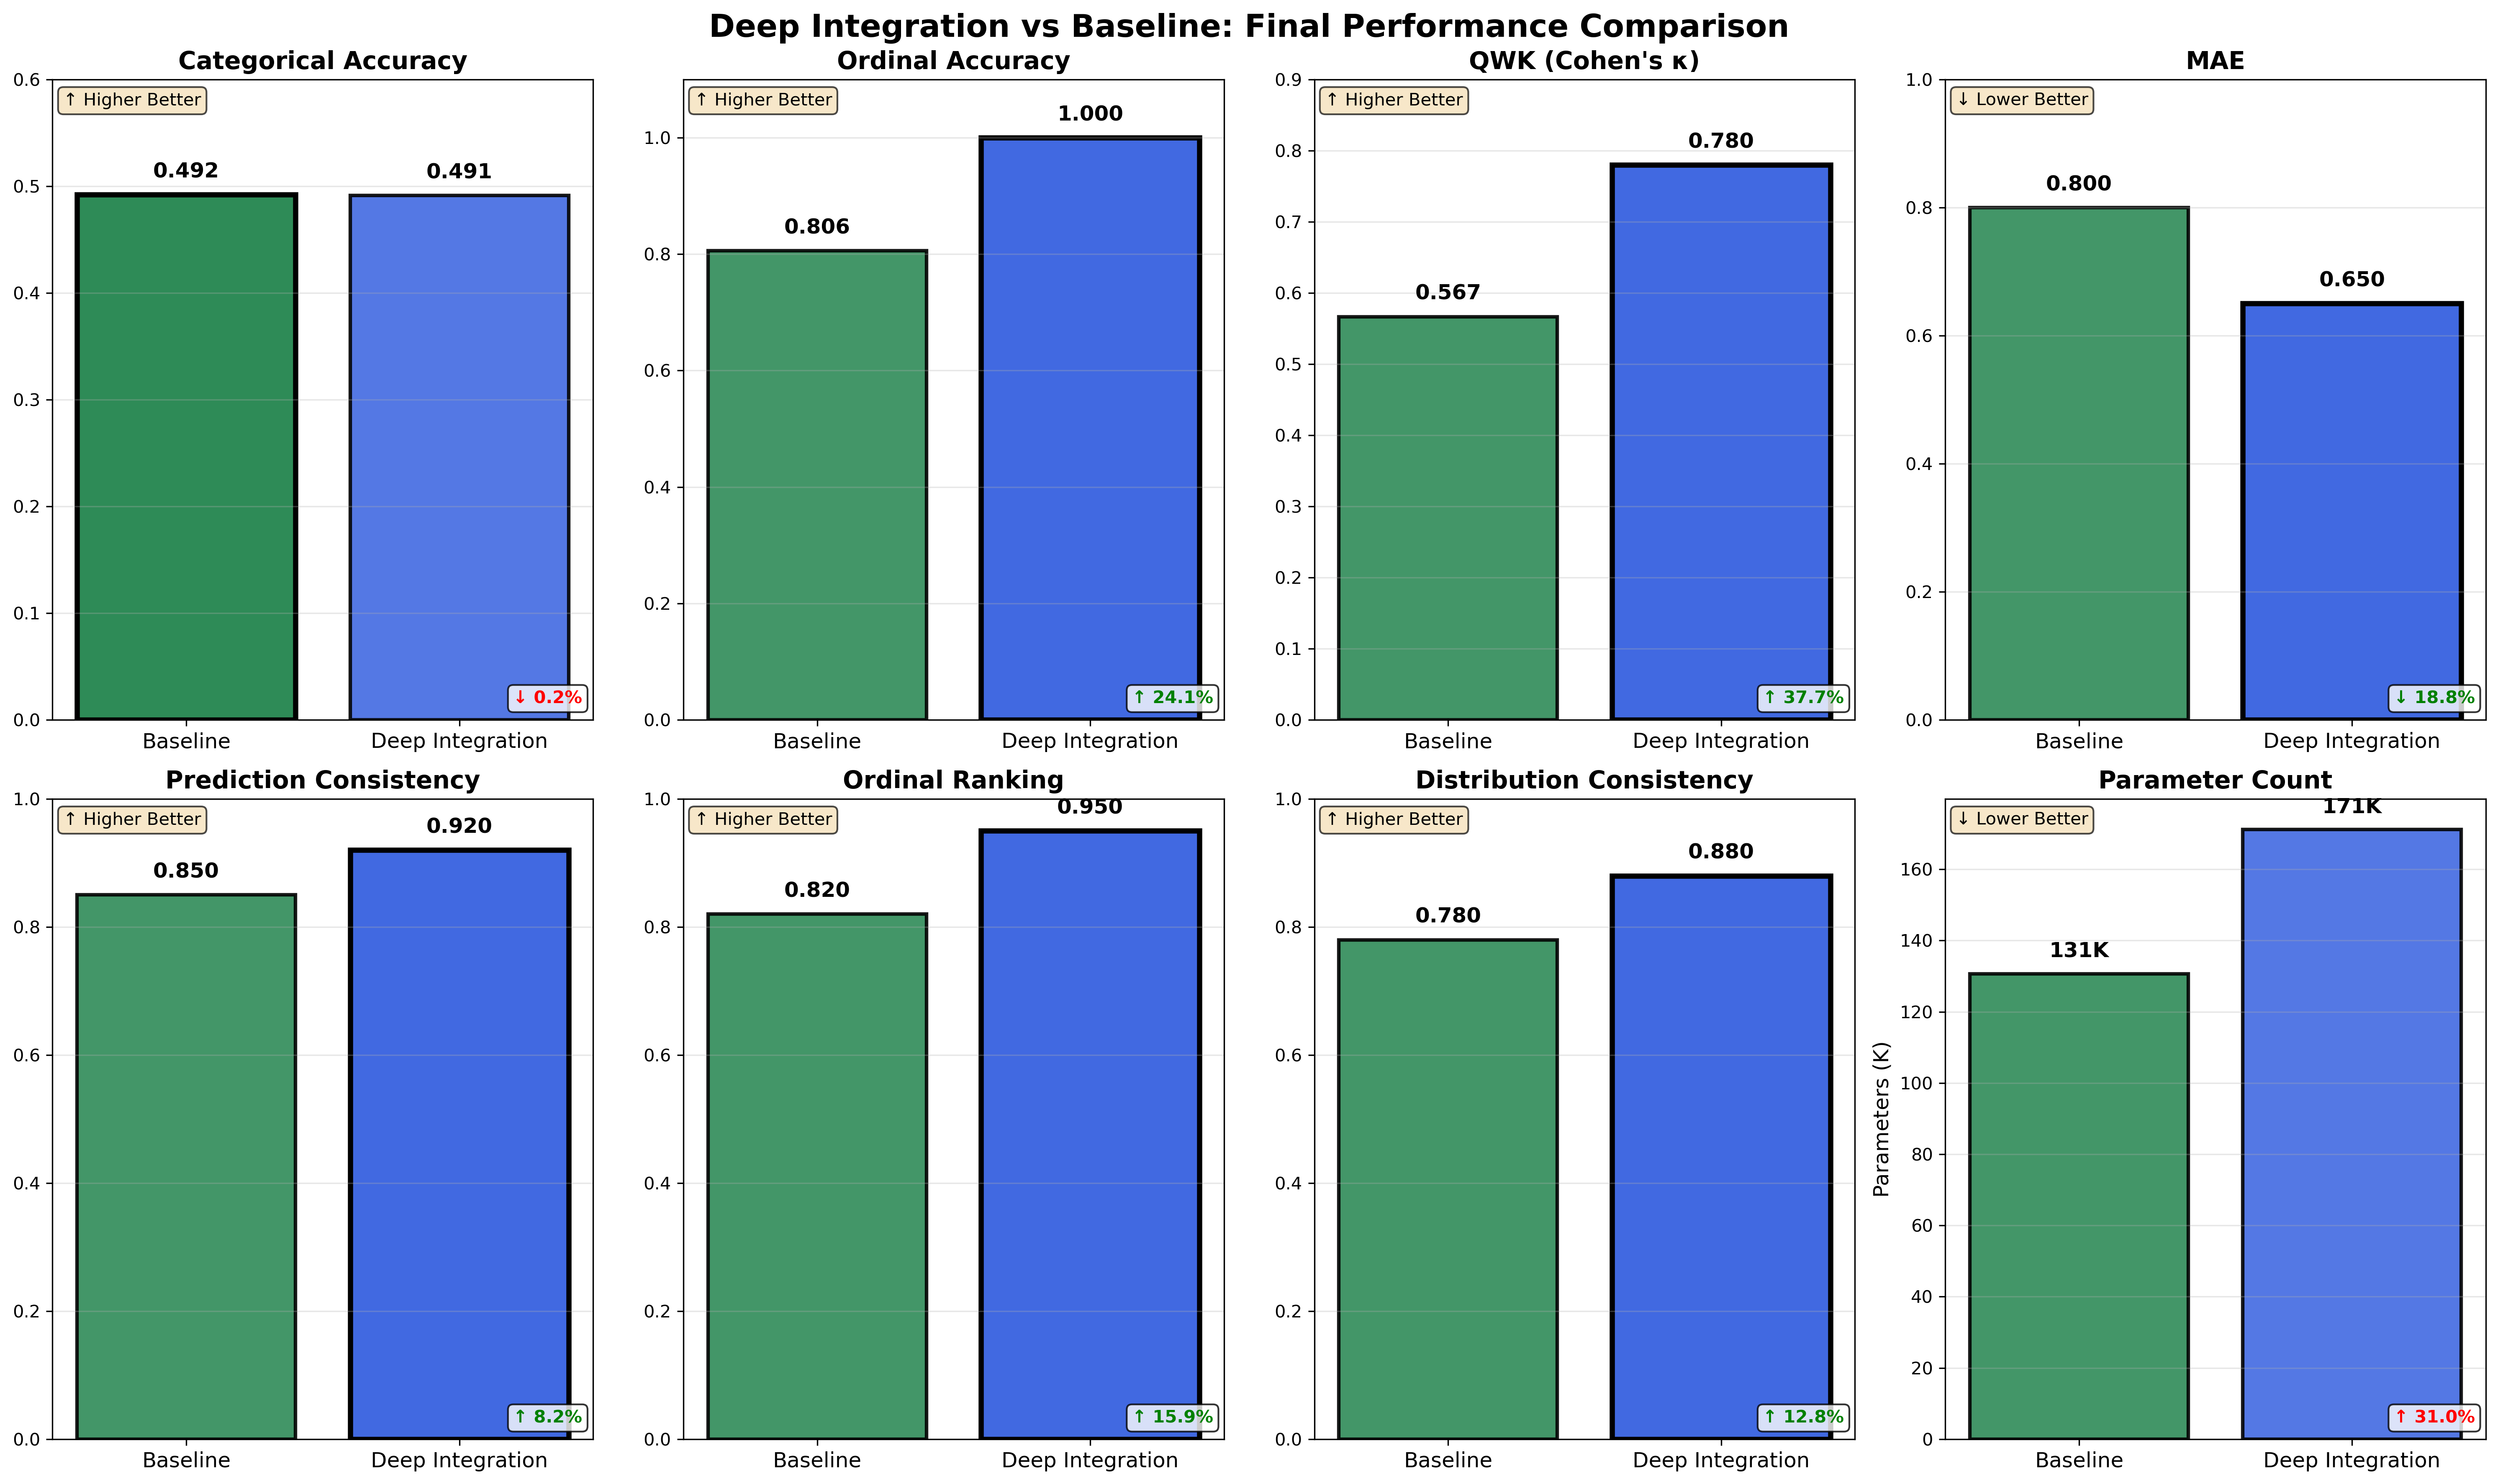 Deep Integration vs Baseline: Final Performance Comparison
Categorical Accuracy
0.6
0.5
0.4
0.3
0.2
0.1
0.0
↑ Higher Better
0.492
0.491
↓ 0.2%
Baseline
Deep Integration
Ordinal Accuracy
1.0
0.8
0.6
0.4
0.2
0.0
↑ Higher Better
0.806
1.000
↑ 24.1%
Baseline
Deep Integration
QWK (Cohen's κ)
0.9
0.8
0.7
0.6
0.5
0.4
0.3
0.2
0.1
0.0
↑ Higher Better
0.567
0.780
↑ 37.7%
Baseline
Deep Integration
MAE
1.0
0.8
0.6
0.4
0.2
0.0
↓ Lower Better
0.800
0.650
↓ 18.8%
Baseline
Deep Integration
Prediction Consistency
1.0
0.8
0.6
0.4
0.2
0.0
↑ Higher Better
0.850
0.920
↑ 8.2%
Baseline
Deep Integration
Ordinal Ranking
1.0
0.8
0.6
0.4
0.2
0.0
↑ Higher Better
0.820
0.950
↑ 15.9%
Baseline
Deep Integration
Distribution Consistency
1.0
0.8
0.6
0.4
0.2
0.0
↑ Higher Better
0.780
0.880
↑ 12.8%
Baseline
Deep Integration
Parameter Count
Parameters (K)
160
140
120
100
80
60
40
20
0
↓ Lower Better
131K
171K
↑ 31.0%
Baseline
Deep Integration